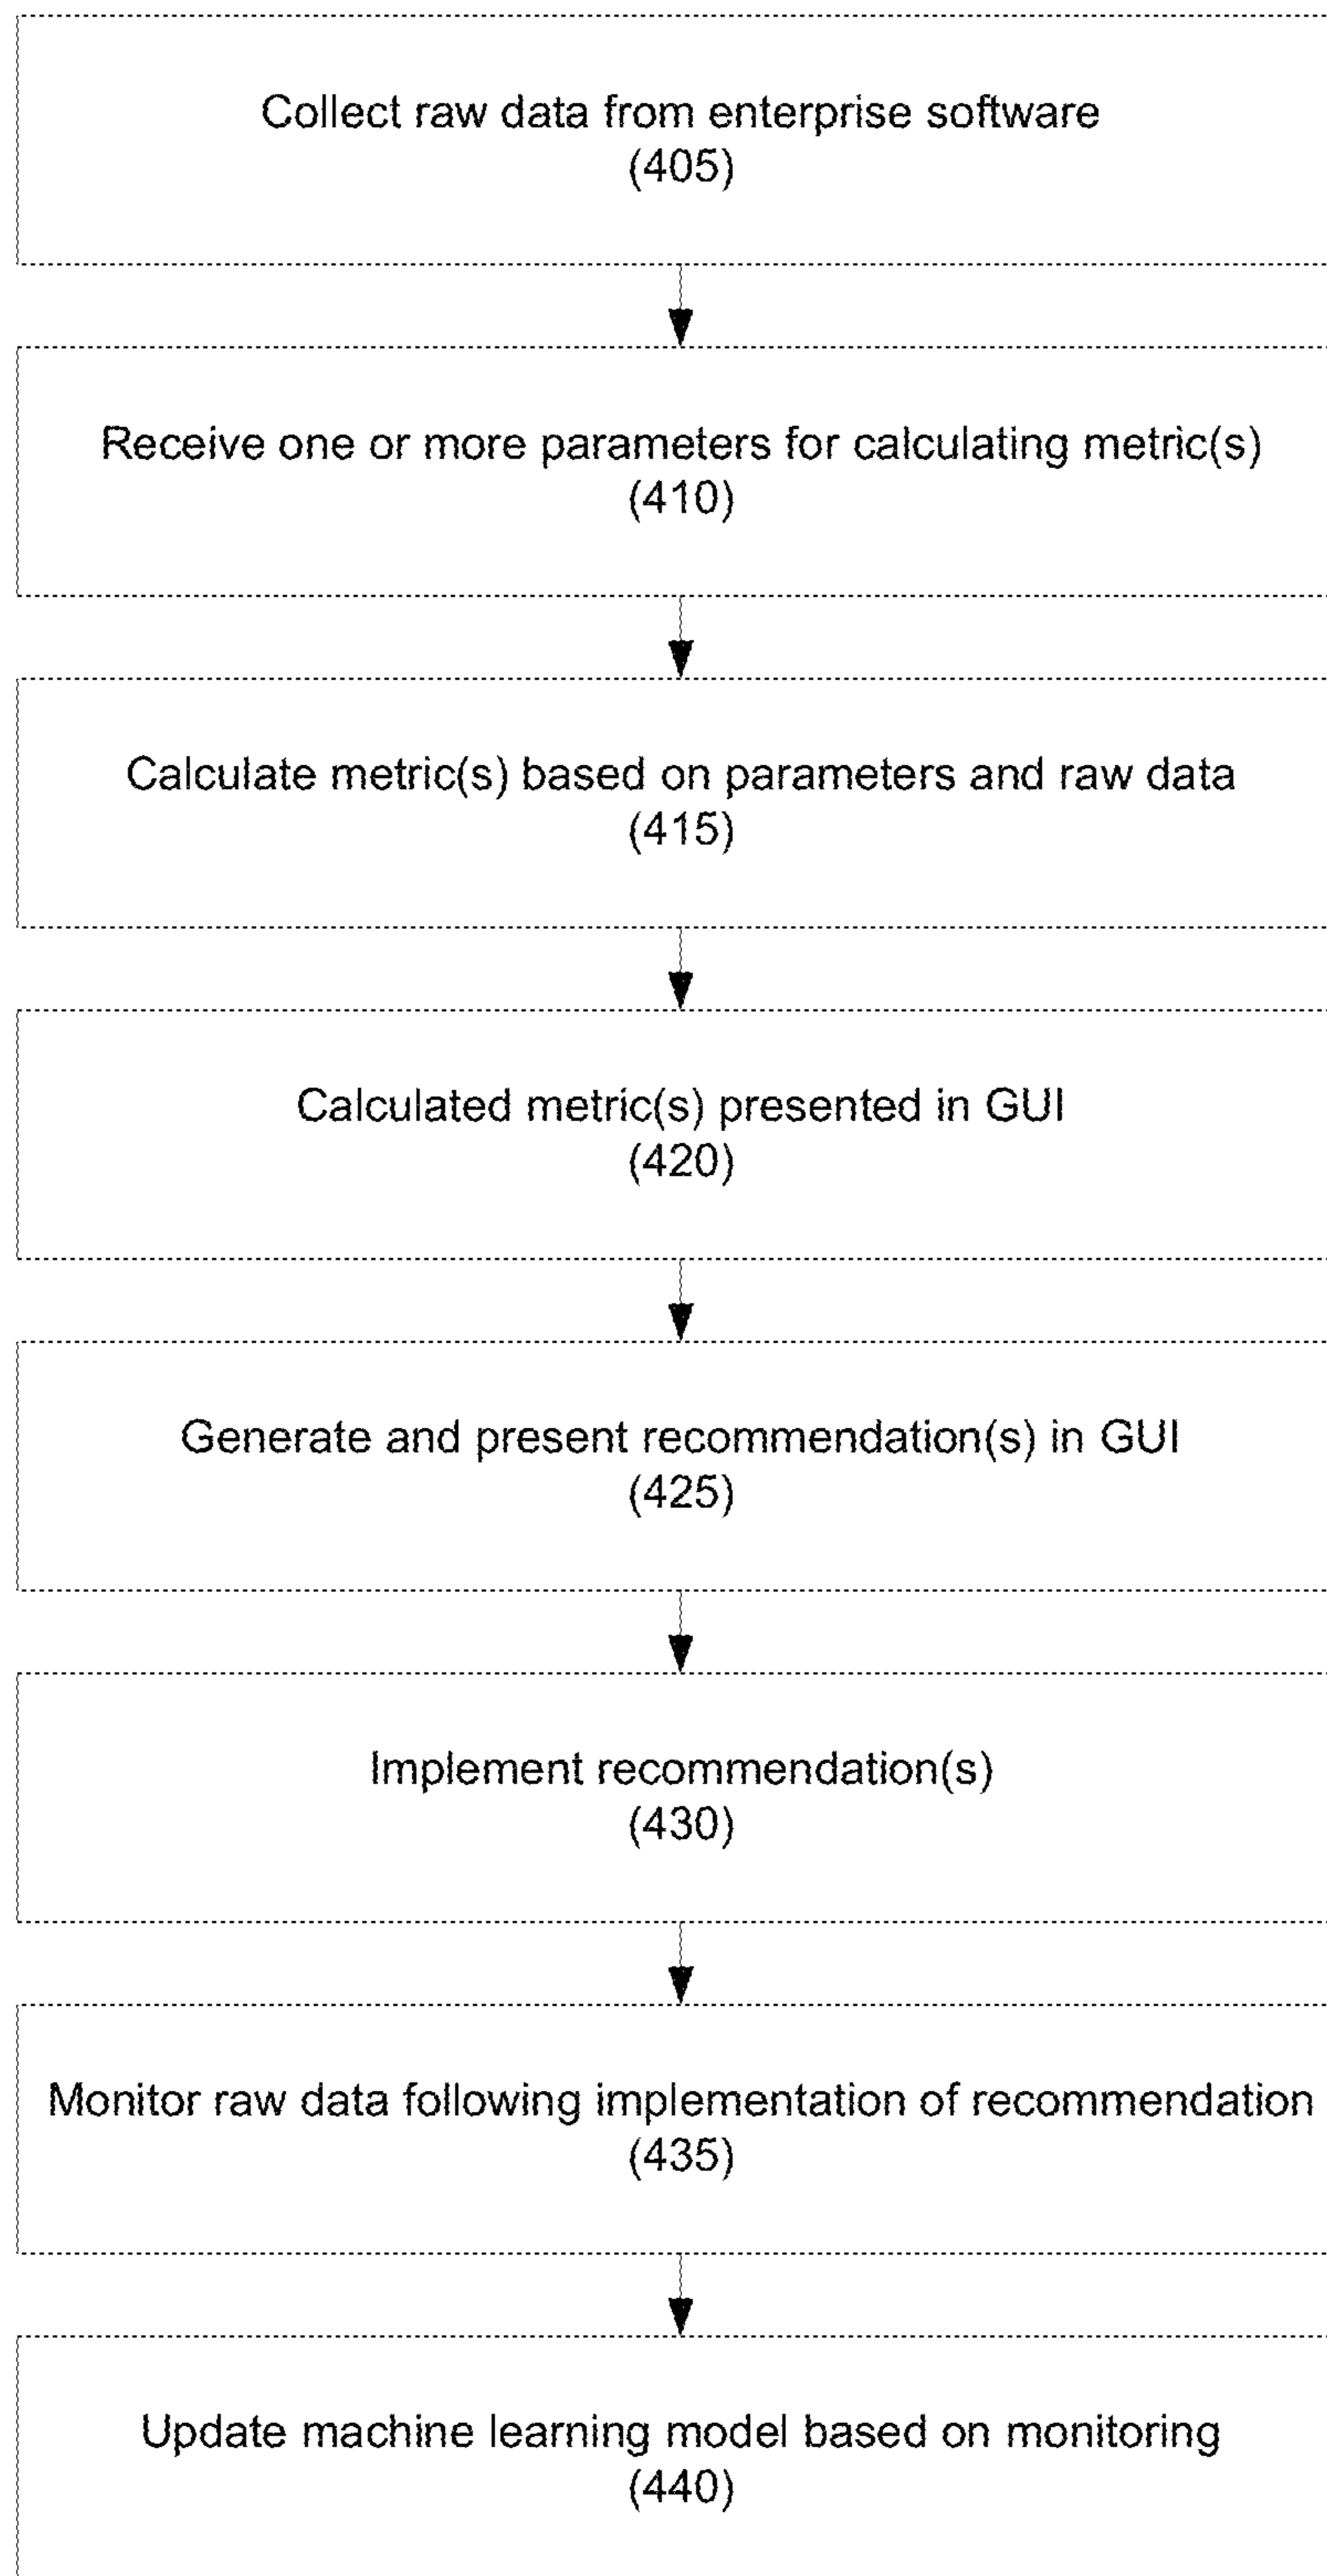 Collect raw data from enterprise software
(405)
Receive one or more parameters for calculating metric(s)
(410)
Calculate metric(s) based on parameters and raw data
(415)
Calculated metric(s) presented in GUI
(420)
Generate and present recommendation(s) in GUI
(425)
Implement recommendation(s)
(430)
Monitor raw data following implementation of recommendation
(435)
Update machine learning model based on monitoring
(440)